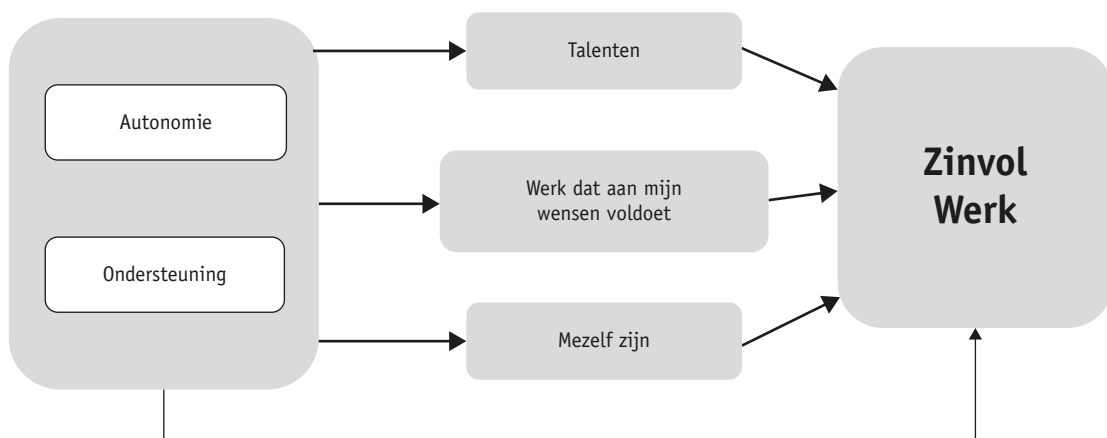 Talenten
Autonomie
Zinvol
Werk
Werk dat aan mijn
wensen voldoet
Ondersteuning
Mezelf zijn